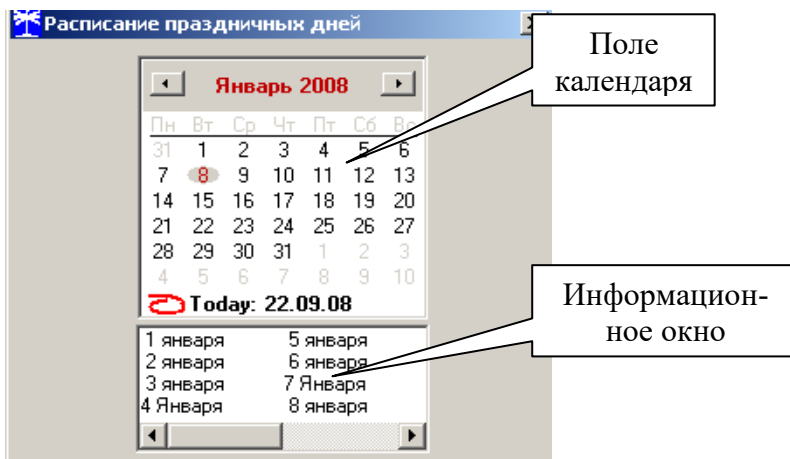 Расписание праздничных дней
Поле
календаря
Январь 2008
Пн Вт Ср Чт Пт Сб Вс
31 1 2 3 4 5 6
7 8 9 10 11 12 13
14 15 16 17 18 19 20
21 22 23 24 25 26 27
28 29 30 31 1 2 3
4 5 6 7 8 9 10
Today: 22.09.08
Информацион-
ное окно
1 января 5 января
2 января 6 января
3 января 7 Января
4 Января 8 января